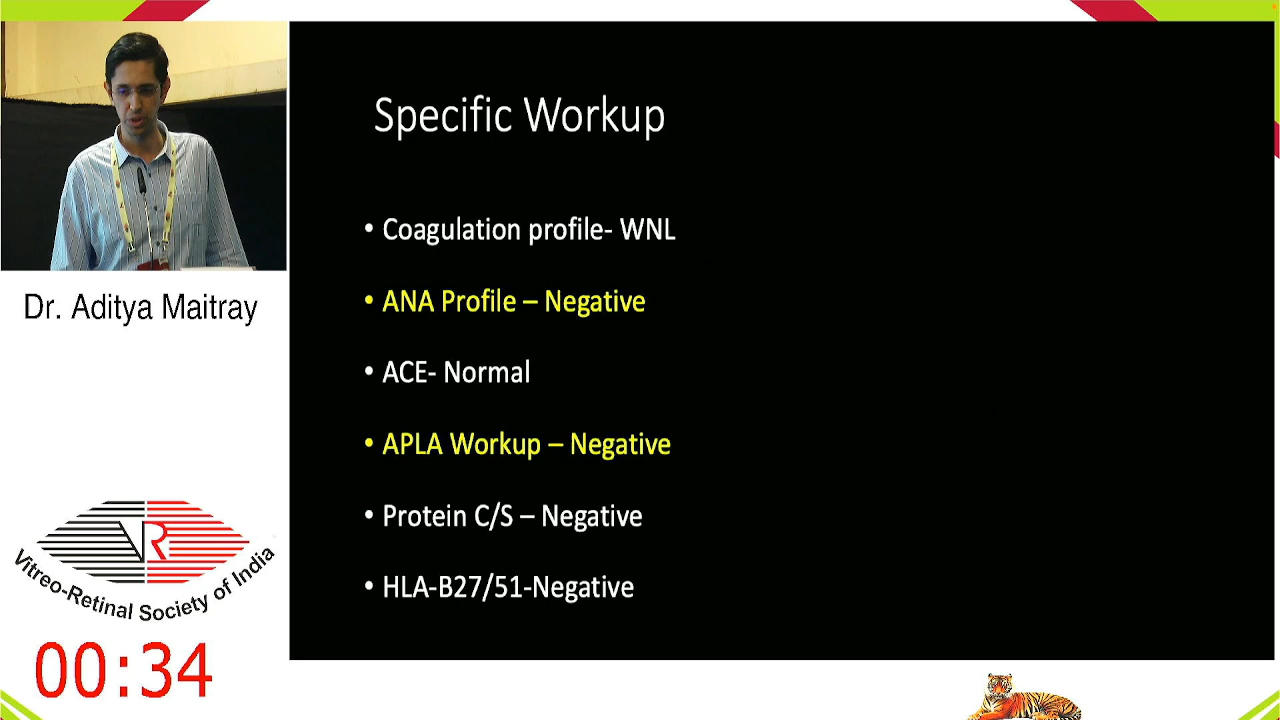 Specific Workup
• Coagulation profile- WNL
• ANA Profile – Negative
• ACE- Normal
• APLA Workup – Negative
• Protein C/S – Negative
• HLA-B27/51-Negative
Dr. Aditya Maitray
VR
Vitreo-Retinal Society of India
00:34